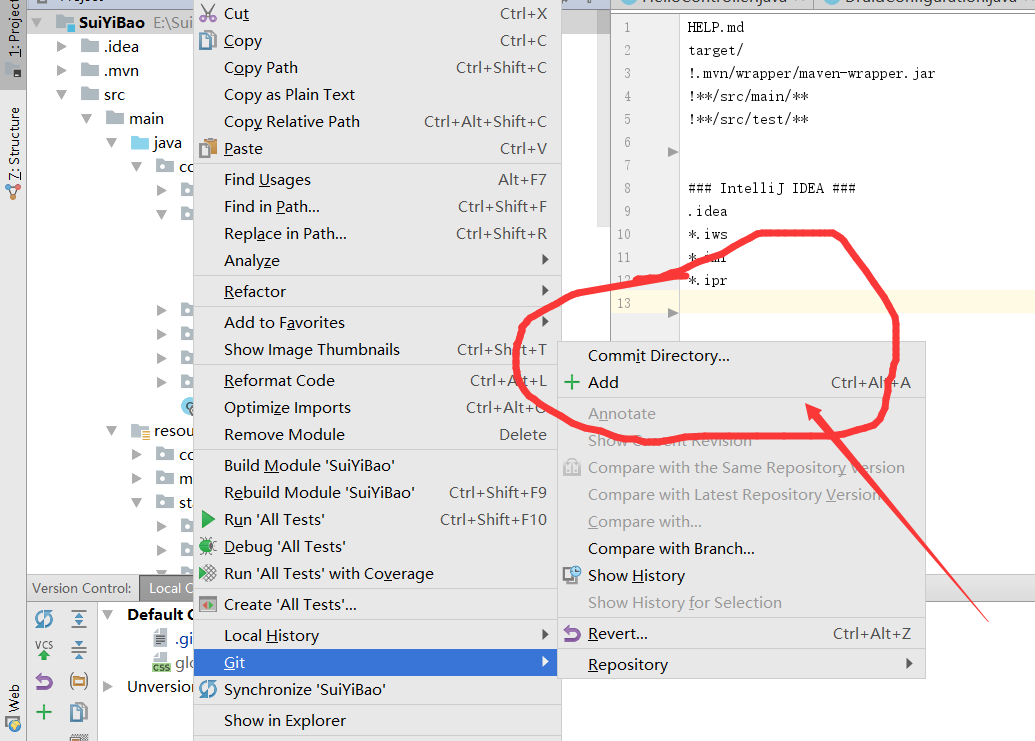 1: Project
Z: Structure
Web
SuiYiBao E:\Sui
.idea
.mvn
src
main
java
resou
Cut Ctrl+X
Copy Ctrl+C
Copy Path Ctrl+Shift+C
Copy as Plain Text
Copy Relative Path Ctrl+Alt+Shift+C
Paste Ctrl+V
Find Usages Alt+F7
Find in Path... Ctrl+Shift+F
Replace in Path... Ctrl+Shift+R
Analyze
Refactor
Add to Favorites
Show Image Thumbnails Ctrl+Shift+T
Reformat Code Ctrl+Alt+L
Optimize Imports Ctrl+Alt+O
Remove Module Delete
Build Module 'SuiYiBao'
Rebuild Module 'SuiYiBao' Ctrl+Shift+F9
Run 'All Tests' Ctrl+Shift+F10
Debug 'All Tests'
Run 'All Tests' with Coverage
Create 'All Tests'...
Local History
Git
Synchronize 'SuiYiBao'
Show in Explorer
1 HELP.md
2 target/
3 !.mvn/wrapper/maven-wrapper.jar
4 !**/src/main/**
5 !**/src/test/**
6
7
8 ### IntelliJ IDEA ###
9 .idea
10 *.iws
11 *.iml
12 *.ipr
13
Commit Directory...
Add Ctrl+Alt+A
Annotate
Show Current Revision
Compare with the Same Repository Version
Compare with Latest Repository Version
Compare with...
Compare with Branch...
Show History
Show History for Selection
Revert... Ctrl+Alt+Z
Repository
Version Control: Local C
Default C
.gi
glo
Unversion
VCS
CSS